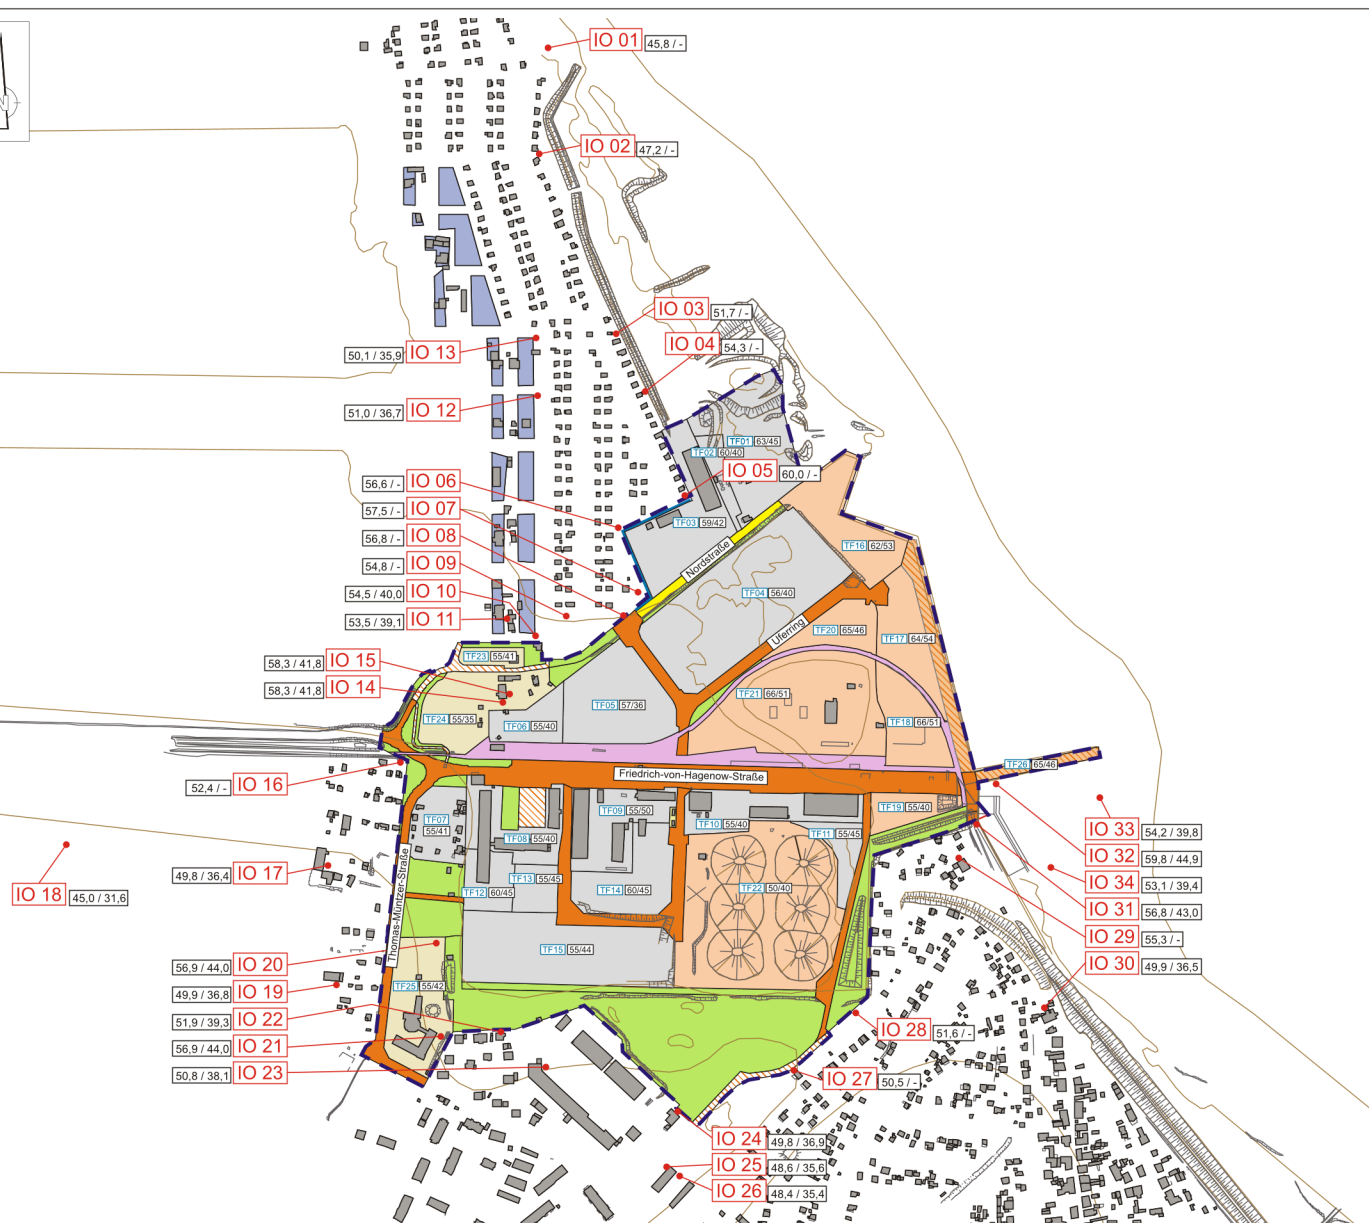 N
IO 01 45,8 / -
IO 02 47,2 / -
IO 03 51,7 / -
IO 04 54,3 / -
IO 13 50,1 / 35,9
IO 12 51,0 / 36,7
TF01 63/45
TF02 60/40
IO 05 60,0 / -
IO 06 56,6 / -
IO 07 57,5 / -
IO 08 56,8 / -
IO 09 54,8 / -
IO 10 54,5 / 40,0
IO 11 53,5 / 39,1
TF03 59/42
Nordstraße
TF16 62/53
TF04 56/40
Uferring
TF20 65/46
TF17 64/54
TF23 55/41
IO 15 58,3 / 41,8
IO 14 58,3 / 41,8
TF21 66/51
TF05 57/36
TF24 55/35
TF06 55/40
TF18 66/51
TF26 65/46
Friedrich-von-Hagenow-Straße
IO 16 52,4 / -
TF19 55/40
TF09 55/50
TF07 55/41
TF10 55/40
TF11 55/45
TF08 55/40
IO 33 54,2 / 39,8
IO 32 59,8 / 44,9
IO 34 53,1 / 39,4
IO 31 56,8 / 43,0
IO 29 55,3 / -
IO 30 49,9 / 36,5
IO 17 49,8 / 36,4
IO 18 45,0 / 31,6
Thomas-Müntzer-Straße
TF13 55/45
TF12 60/45
TF14 60/45
TF22 50/40
TF15 55/44
IO 20 56,9 / 44,0
IO 19 49,9 / 36,8
IO 22 51,9 / 39,3
IO 21 56,9 / 44,0
IO 23 50,8 / 38,1
TF25 55/42
IO 28 51,6 / -
IO 27 50,5 / -
IO 24 49,8 / 36,9
IO 25 48,6 / 35,6
IO 26 48,4 / 35,4